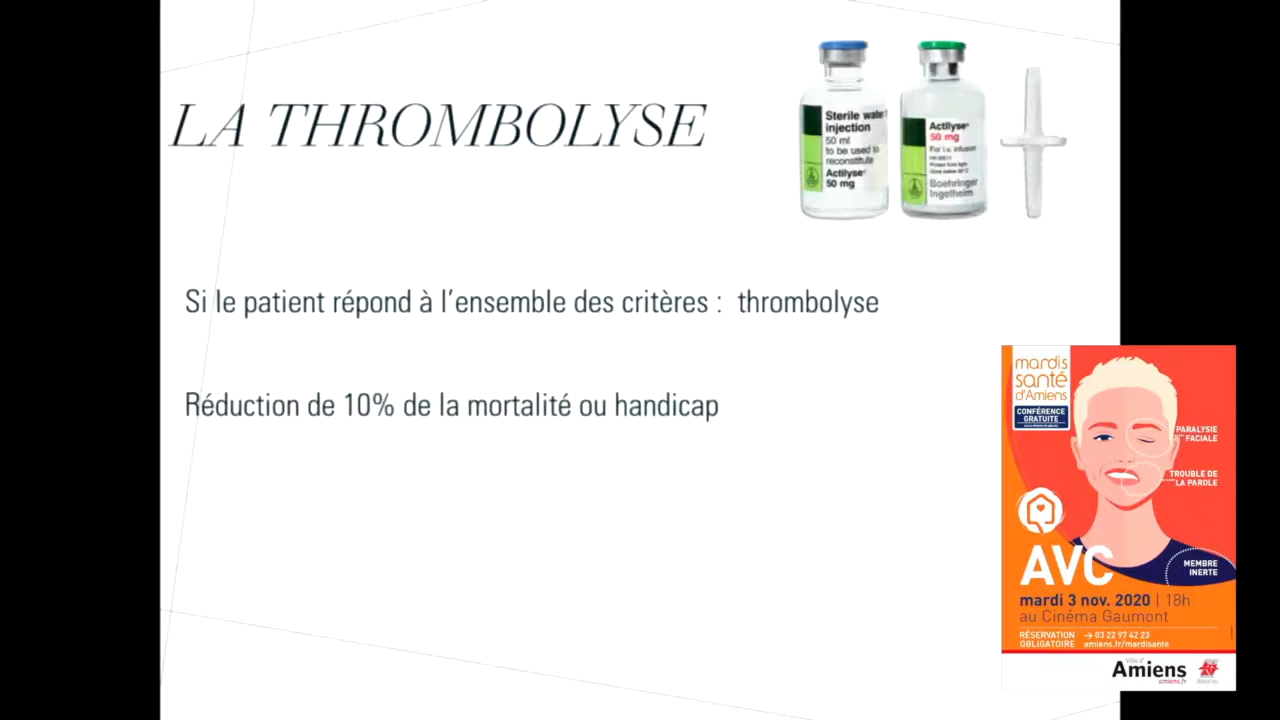 LA THROMBOLYSE
Sterile water
injection
50 ml
to be used to
reconstitute
Actilyse®
50 mg
Actilyse®
50 mg
For i.v. infusion
Boehringer
Ingelheim
Si le patient répond à l'ensemble des critères : thrombolyse
Réduction de 10% de la mortalité ou handicap
mardis
santé
d'Amiens
CONFÉRENCE
GRATUITE
PARALYSIE
FACIALE
TROUBLE DE
LA PAROLE
AVC
MEMBRE
INERTE
mardi 3 nov. 2020 | 18h
au Cinéma Gaumont
RÉSERVATION → 03 22 97 42 23
OBLIGATOIRE amiens.fr/mardisante
Ville d'
Amiens
amiens.fr